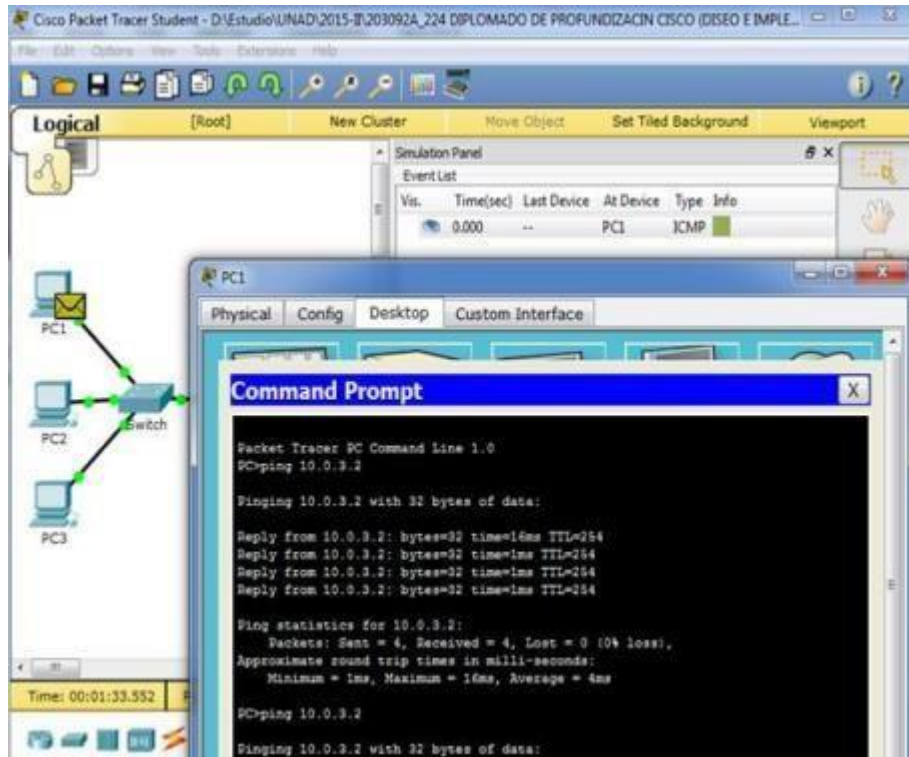 Cisco Packet Tracer Student - D:\Estudio\UNAD\2015-II\203092A_224 DIPLOMADO DE PROFUNDIZACIN CISCO (DISEO E IMPLE...
File Edit Options View Tools Extensions Help
Logical [Root] New Cluster Move Object Set Tiled Background Viewport
Simulation Panel
Event List
Vis. Time(sec) Last Device At Device Type Info
0.000 -- PC1 ICMP
PC1
PC2
Switch
PC3
PC1
Physical Config Desktop Custom Interface
Command Prompt X
Packet Tracer PC Command Line 1.0
PC>ping 10.0.3.2
Pinging 10.0.3.2 with 32 bytes of data:
Reply from 10.0.3.2: bytes=32 time=16ms TTL=254
Reply from 10.0.3.2: bytes=32 time=1ms TTL=254
Reply from 10.0.3.2: bytes=32 time=1ms TTL=254
Reply from 10.0.3.2: bytes=32 time=1ms TTL=254
Ping statistics for 10.0.3.2:
Packets: Sent = 4, Received = 4, Lost = 0 (0% loss),
Approximate round trip times in milli-seconds:
Minimum = 1ms, Maximum = 16ms, Average = 4ms
PC>ping 10.0.3.2
Pinging 10.0.3.2 with 32 bytes of data:
Time: 00:01:33.552